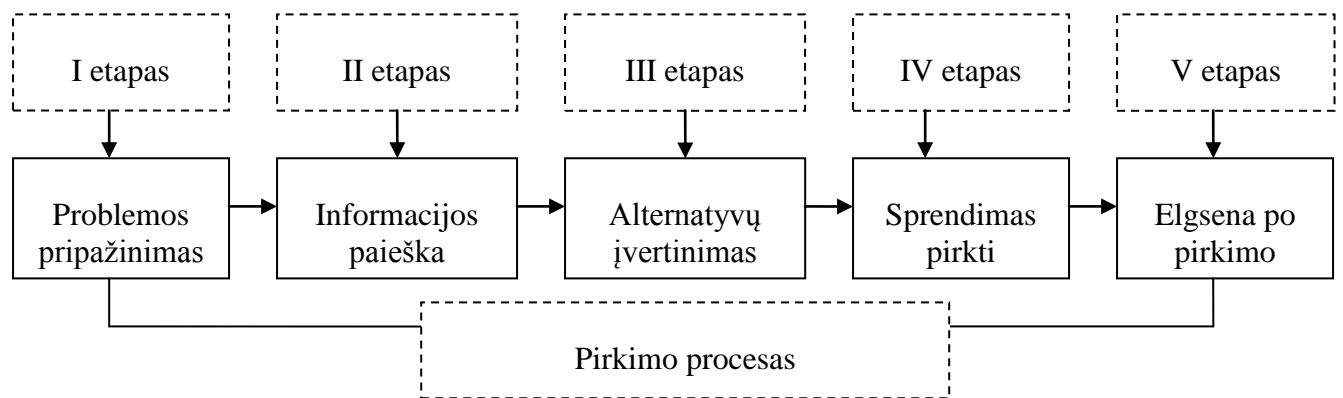 I etapas
II etapas
III etapas
IV etapas
V etapas
Problemos
pripažinimas
Informacijos
paieška
Alternatyvų
įvertinimas
Sprendimas
pirkti
Elgsena po
pirkimo
Pirkimo procesas